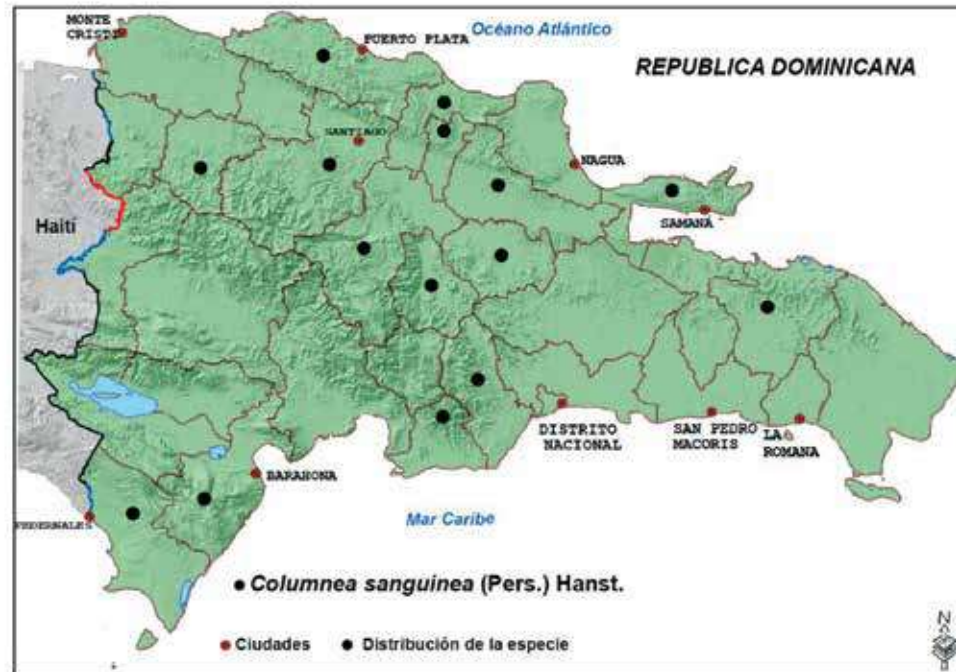 MONTE
CRISTI
Océano Atlántico
PUERTO PLATA
REPUBLICA DOMINICANA
SANTIAGO
NAGUA
Haití
SAMANÁ
DISTRITO
NACIONAL
SAN PEDRO
MACORIS
LA
ROMANA
BARAHONA
PEDERNALES
Mar Caribe
Columnea sanguinea (Pers.) Hanst.
Ciudades
Distribución de la especie
N